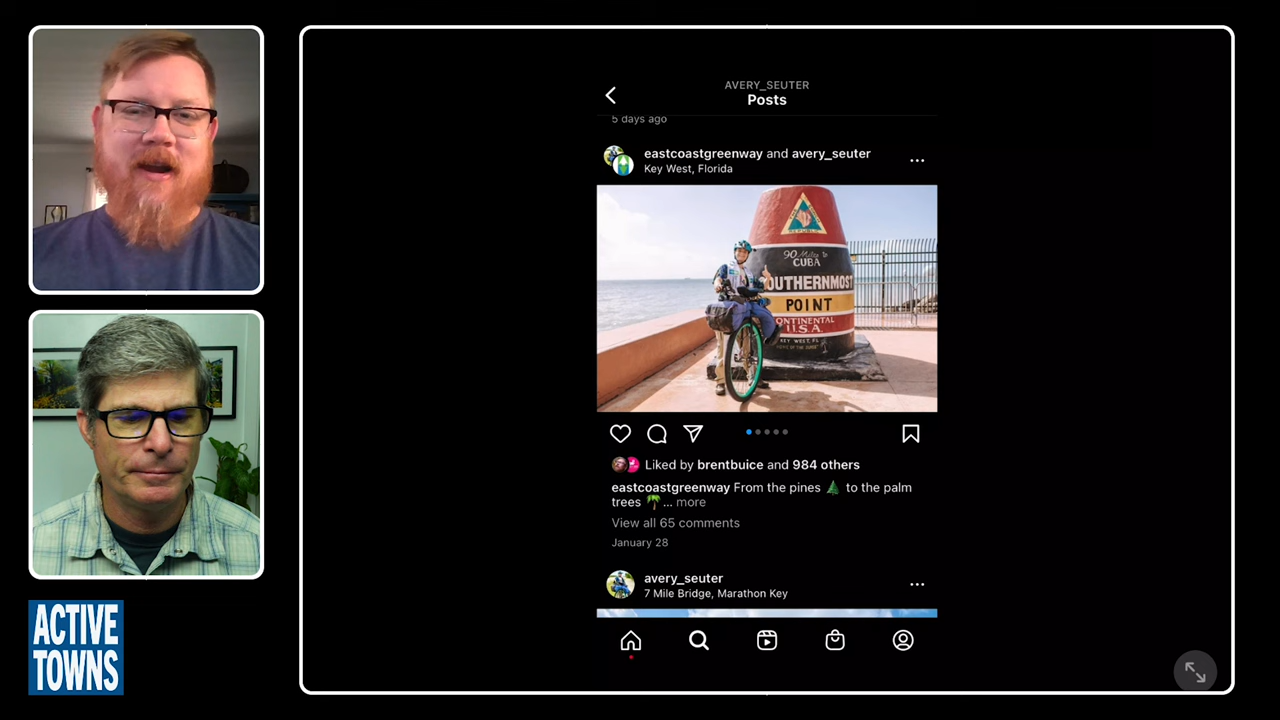 AVERY_SEUTER
Posts
5 days ago
eastcoastgreenway and avery_seuter
Key West, Florida
90 Miles to
CUBA
OUTHERNMOST
POINT
CONTINENTAL
U.S.A.
KEY WEST, FL
Liked by brentbuice and 984 others
eastcoastgreenway From the pines 🌲 to the palm
trees 🌴... more
View all 65 comments
January 28
avery_seuter
7 Mile Bridge, Marathon Key
ACTIVE
TOWNS